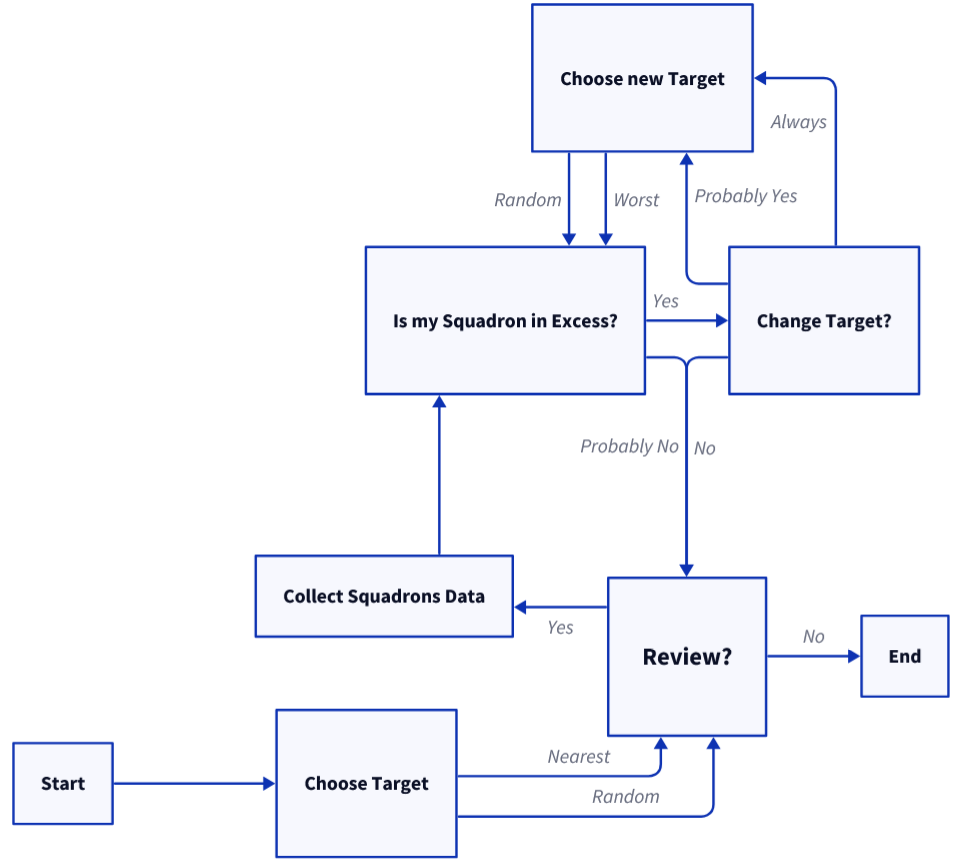 Choose new Target
Always
Random
Worst
Probably Yes
Is my Squadron in Excess?
Yes
Change Target?
Probably No
No
Collect Squadrons Data
Yes
Review?
No
End
Start
Choose Target
Nearest
Random